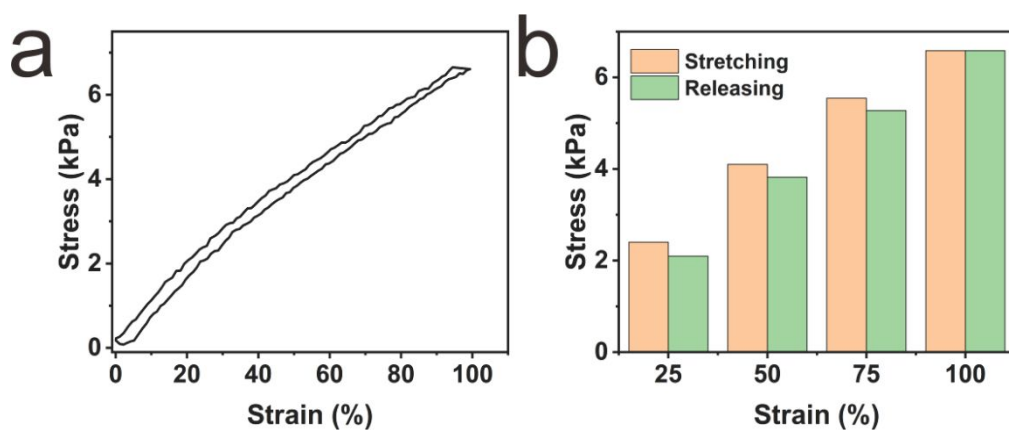 a
Stress (kPa)
6
4
2
0
0 20 40 60 80 100
Strain (%)
b
Stretching
Releasing
Stress (kPa)
6
4
2
0
25 50 75 100
Strain (%)